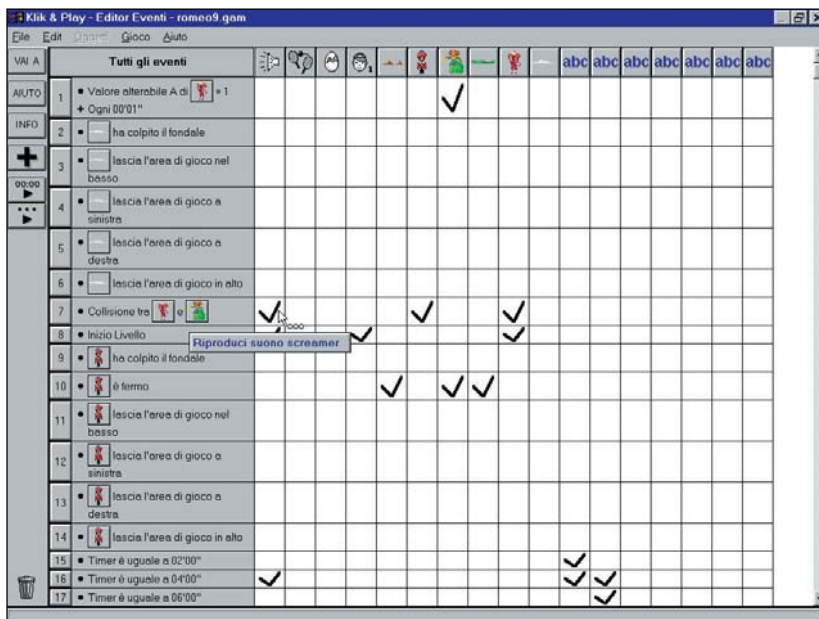 Klik & Play - Editor Eventi - romeo9.gam
File Edit Oggetti Gioco Aiuto
VAI A
Tutti gli eventi
1
abc abc abc abc abc abc abc
AIUTO
INFO
00:00
1 • Valore alterabile A di = 1
+ Ogni 00'01"
2 • ha colpito il fondale
3 • lascia l'area di gioco nel
basso
4 • lascia l'area di gioco a
sinistra
5 • lascia l'area di gioco a
destra
6 • lascia l'area di gioco in alto
7 • Collisione tra e
8 • Inizio Livello
Riproduci suono screamer
9 • ha colpito il fondale
10 • è fermo
11 • lascia l'area di gioco nel
basso
12 • lascia l'area di gioco a
sinistra
13 • lascia l'area di gioco a
destra
14 • lascia l'area di gioco in alto
15 • Timer è uguale a 02'00"
16 • Timer è uguale a 04'00"
17 • Timer è uguale a 06'00"